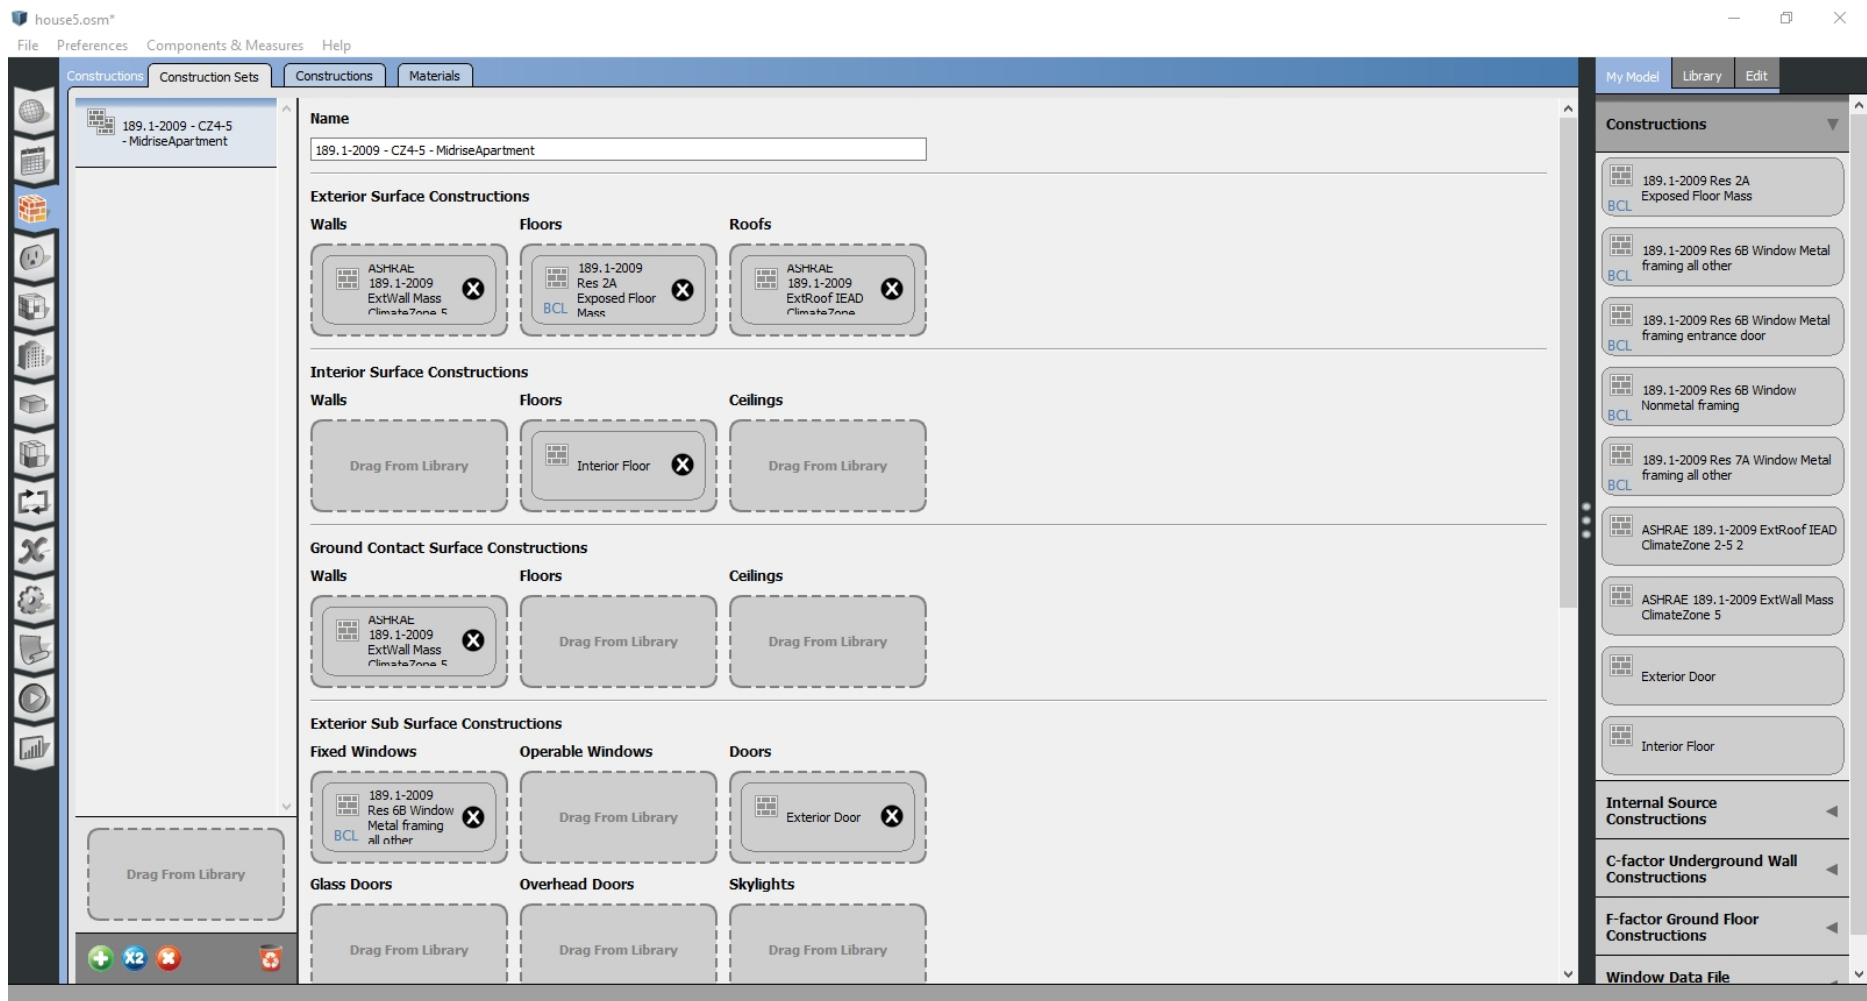 house5.osm*
File Preferences Components & Measures Help
Constructions Construction Sets Constructions Materials
My Model Library Edit
189.1-2009 - CZ4-5
- MidriseApartment
Drag From Library
X2
Name
189.1-2009 - CZ4-5 - MidriseApartment
Exterior Surface Constructions
Walls Floors Roofs
ASHRAE
189.1-2009
ExtWall Mass
ClimateZone 5
189.1-2009
Res 2A
Exposed Floor
BCL Mass
ASHRAE
189.1-2009
ExtRoof IEAD
ClimateZone
Interior Surface Constructions
Walls Floors Ceilings
Drag From Library
Interior Floor
Drag From Library
Ground Contact Surface Constructions
Walls Floors Ceilings
ASHRAE
189.1-2009
ExtWall Mass
ClimateZone 5
Drag From Library
Drag From Library
Exterior Sub Surface Constructions
Fixed Windows Operable Windows Doors
189.1-2009
Res 6B Window
Metal framing
BCL all other
Drag From Library
Exterior Door
Glass Doors Overhead Doors Skylights
Drag From Library Drag From Library Drag From Library
Constructions
189.1-2009 Res 2A
Exposed Floor Mass
BCL
189.1-2009 Res 6B Window Metal
framing all other
BCL
189.1-2009 Res 6B Window Metal
framing entrance door
BCL
189.1-2009 Res 6B Window
Nonmetal framing
BCL
189.1-2009 Res 7A Window Metal
framing all other
BCL
ASHRAE 189.1-2009 ExtRoof IEAD
ClimateZone 2-5 2
ASHRAE 189.1-2009 ExtWall Mass
ClimateZone 5
Exterior Door
Interior Floor
Internal Source
Constructions
C-factor Underground Wall
Constructions
F-factor Ground Floor
Constructions
Window Data File